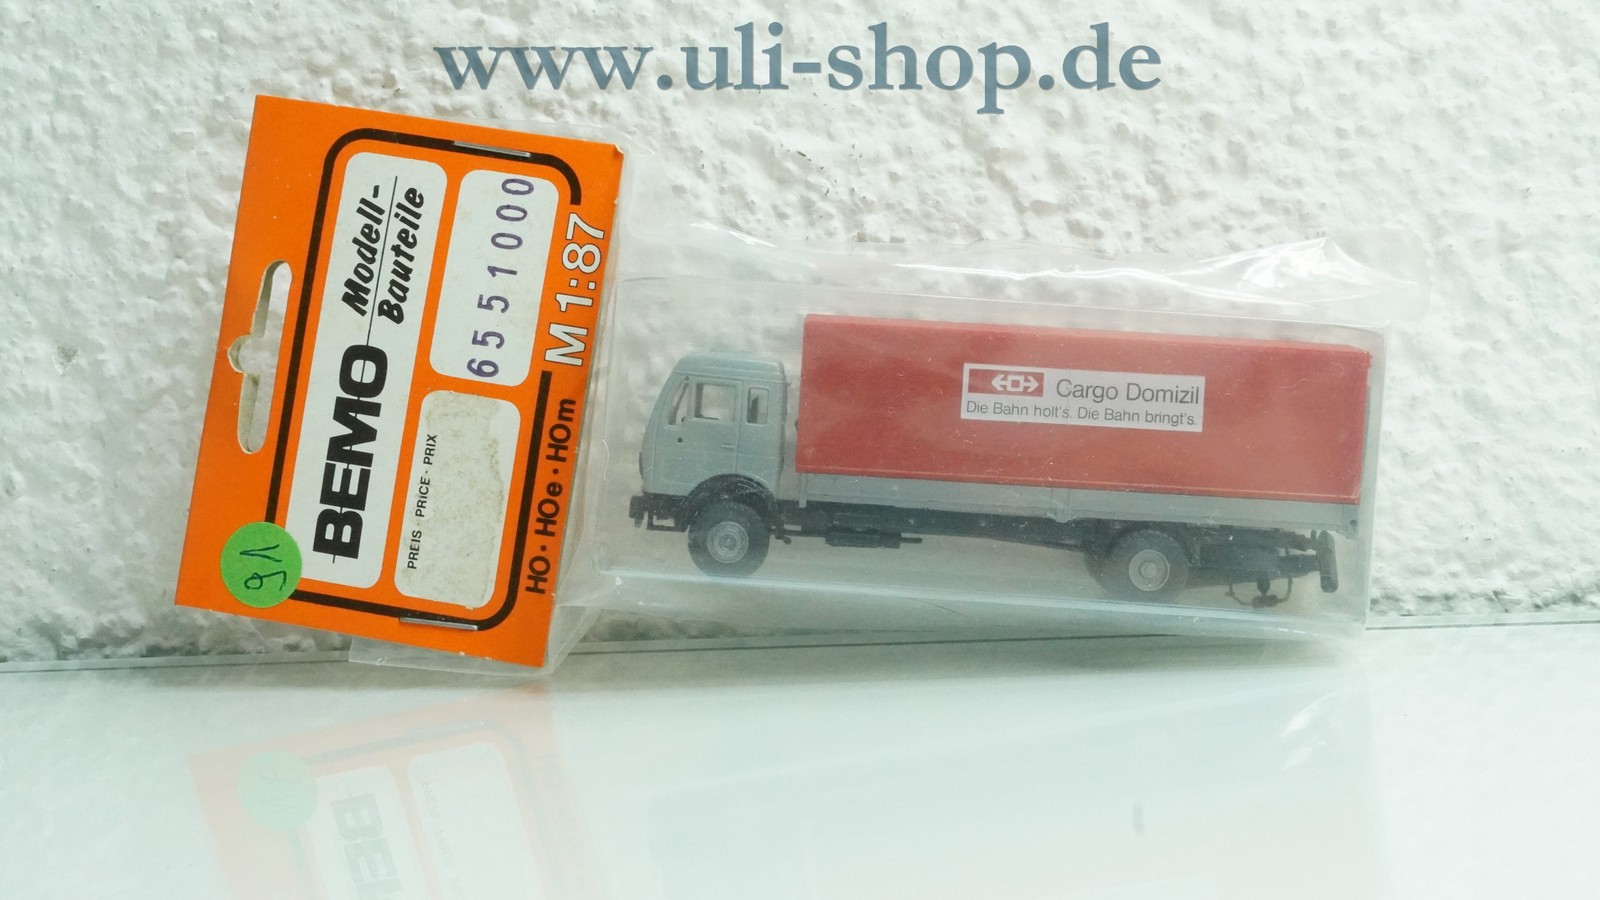 www.uli-shop.de
BEMO
Modell-
Bauteile
6551000
PREIS · PRICE · PRIX
HO · HOe · HOm
M 1:87
91
Cargo Domizil
Die Bahn holt's. Die Bahn bringt's.